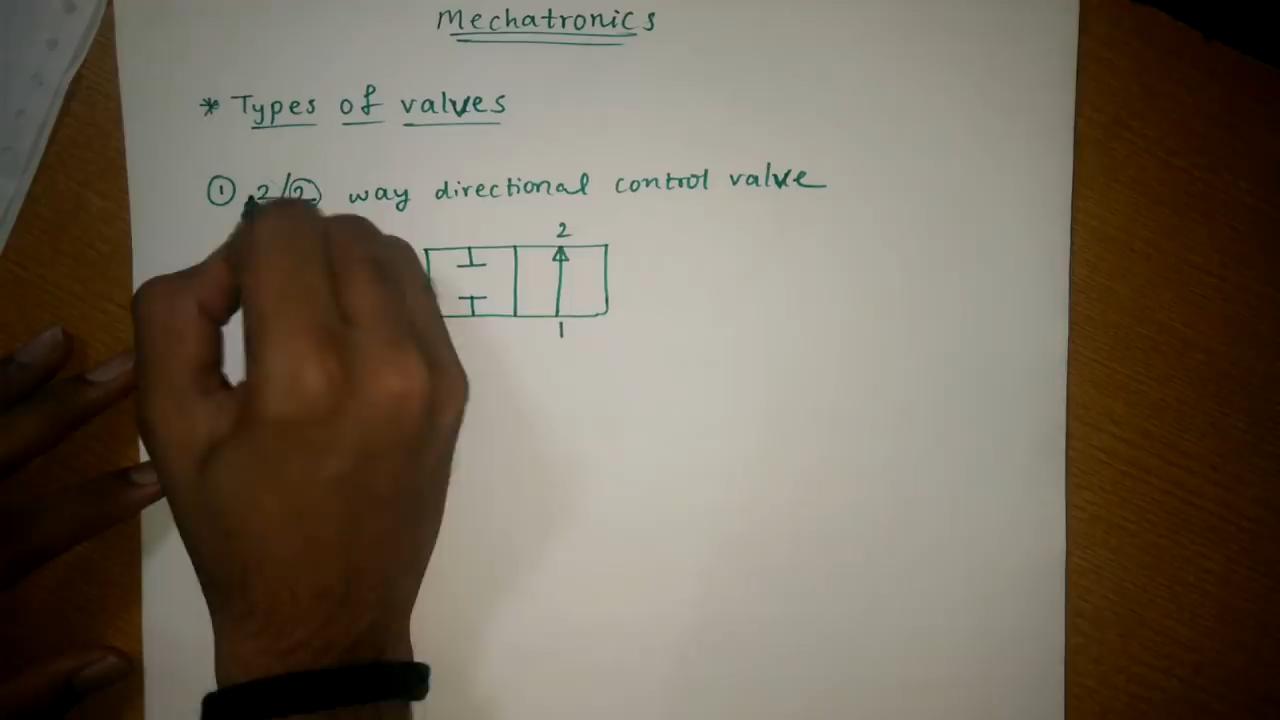 Mechatronics
* Types of valves
① 2/2 way directional control valve
2
1